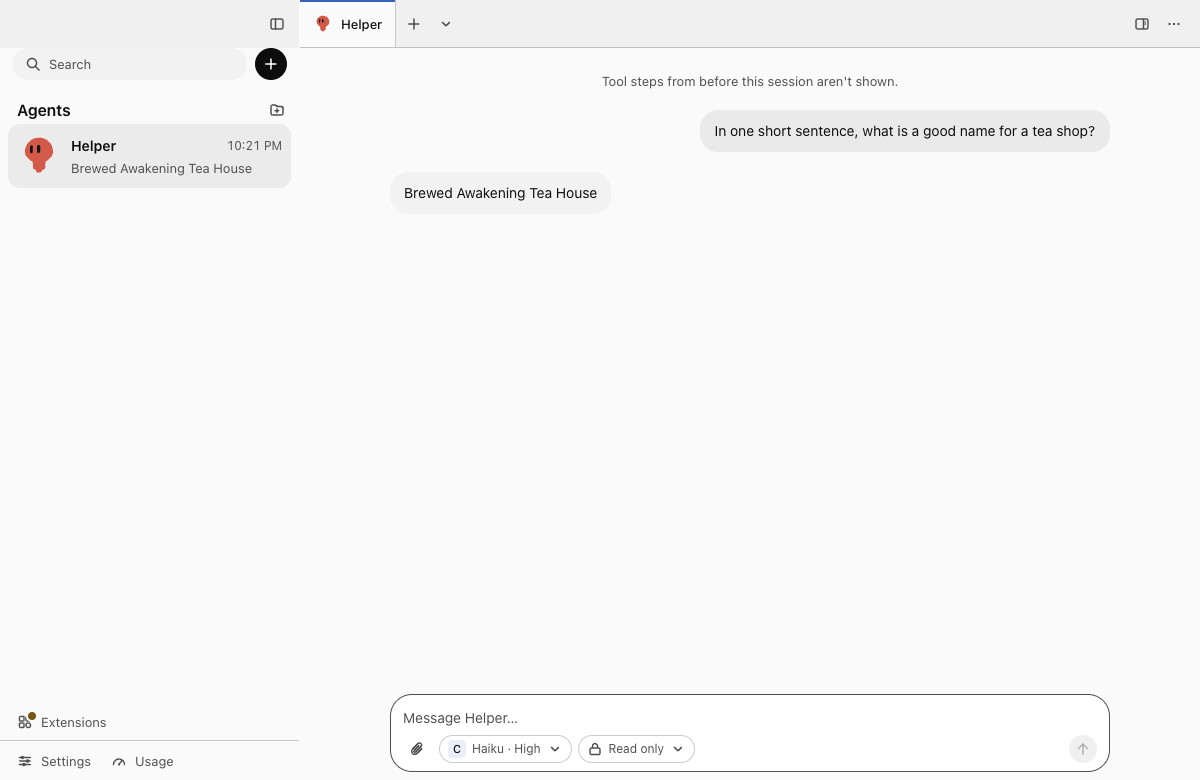 Helper
Search
Agents
Helper
10:21 PM
Brewed Awakening Tea House
Tool steps from before this session aren't shown.
In one short sentence, what is a good name for a tea shop?
Brewed Awakening Tea House
Message Helper...
C
Haiku · High
Read only
Extensions
Settings
Usage